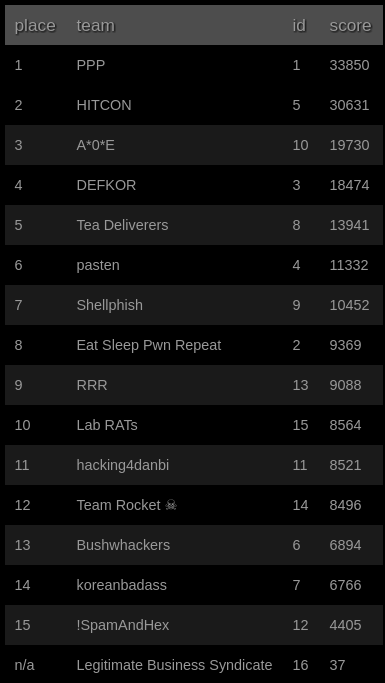 place team id score
1 PPP 1 33850
2 HITCON 5 30631
3 A*0*E 10 19730
4 DEFKOR 3 18474
5 Tea Deliverers 8 13941
6 pasten 4 11332
7 Shellphish 9 10452
8 Eat Sleep Pwn Repeat 2 9369
9 RRR 13 9088
10 Lab RATs 15 8564
11 hacking4danbi 11 8521
12 Team Rocket ☠ 14 8496
13 Bushwhackers 6 6894
14 koreanbadass 7 6766
15 !SpamAndHex 12 4405
n/a Legitimate Business Syndicate 16 37